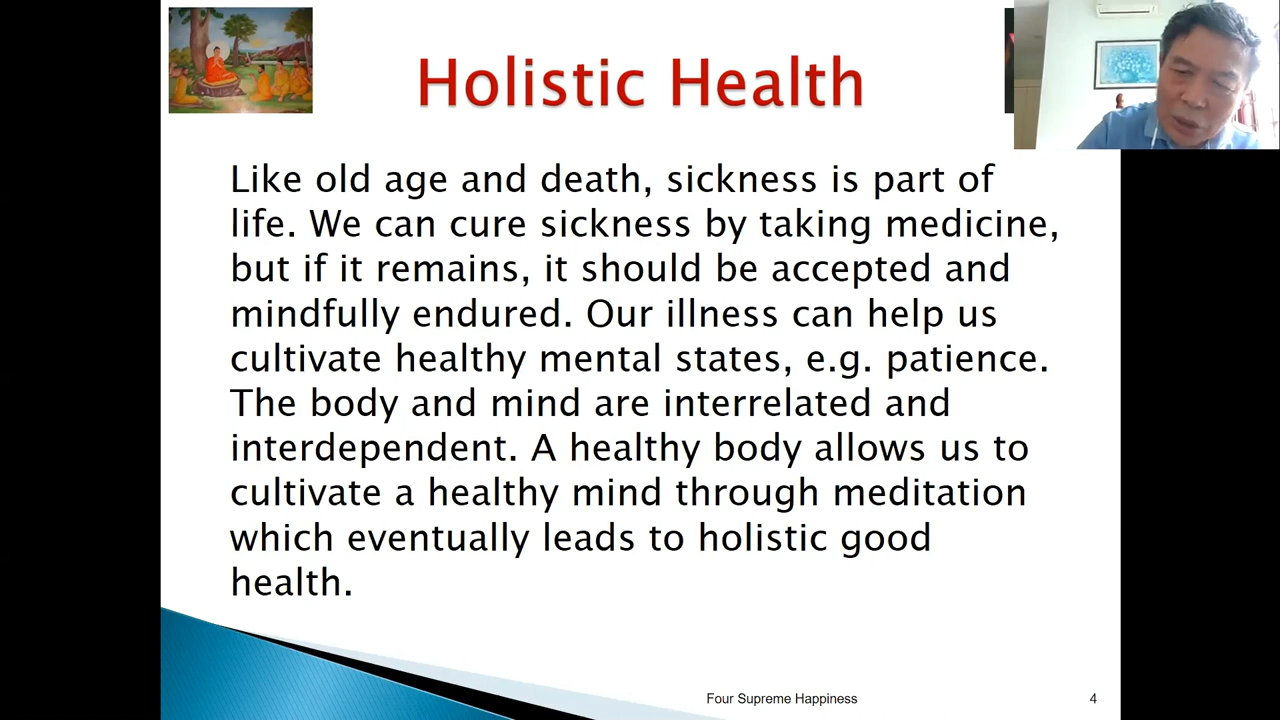 Holistic Health
Like old age and death, sickness is part of
life. We can cure sickness by taking medicine,
but if it remains, it should be accepted and
mindfully endured. Our illness can help us
cultivate healthy mental states, e.g. patience.
The body and mind are interrelated and
interdependent. A healthy body allows us to
cultivate a healthy mind through meditation
which eventually leads to holistic good
health.
Four Supreme Happiness
4